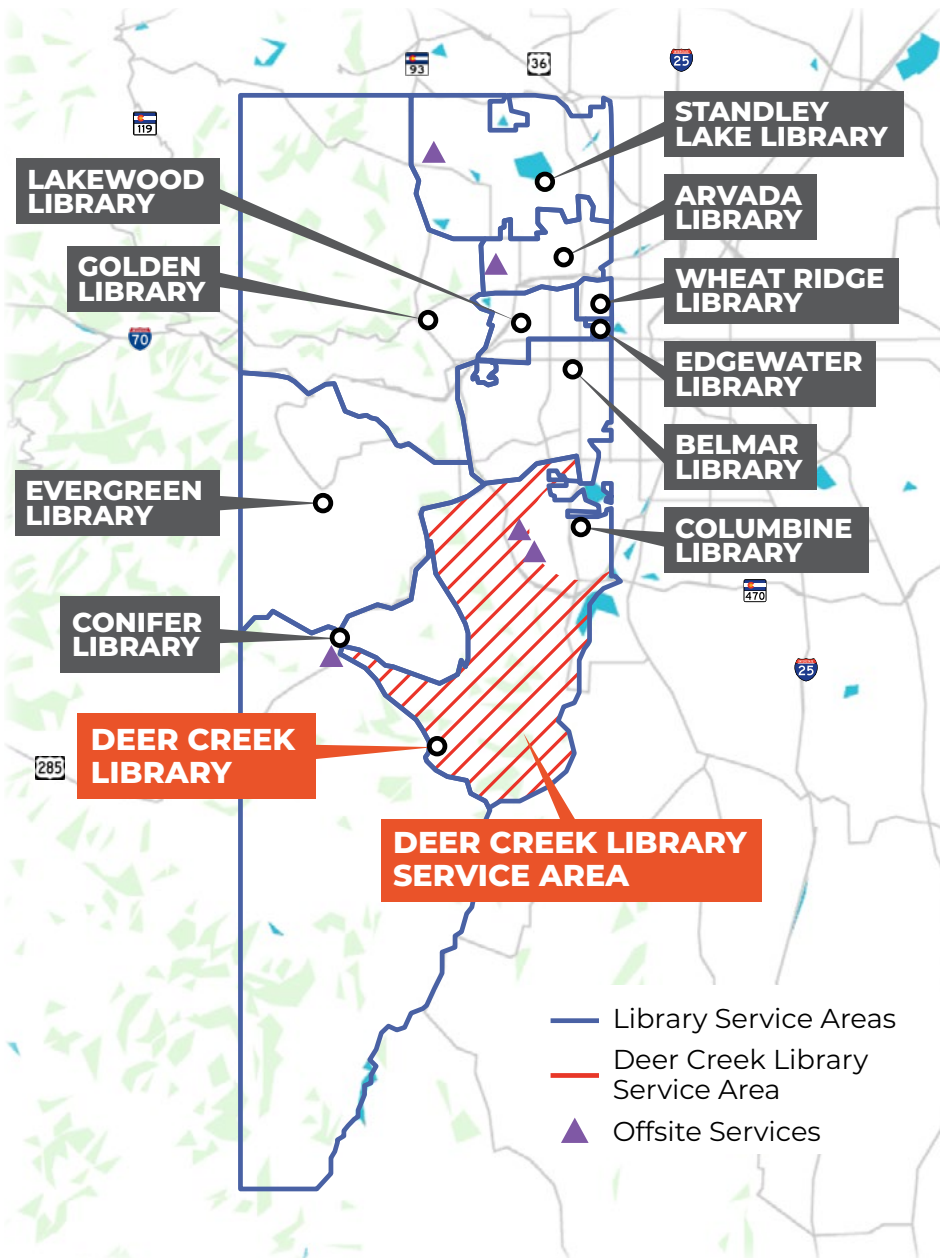 93
36
25
119
STANDLEY
LAKE LIBRARY
LAKEWOOD
LIBRARY
ARVADA
LIBRARY
GOLDEN
LIBRARY
WHEAT RIDGE
LIBRARY
70
EDGEWATER
LIBRARY
BELMAR
LIBRARY
EVERGREEN
LIBRARY
COLUMBINE
LIBRARY
470
CONIFER
LIBRARY
25
DEER CREEK
LIBRARY
285
DEER CREEK LIBRARY
SERVICE AREA
Library Service Areas
Deer Creek Library
Service Area
Offsite Services